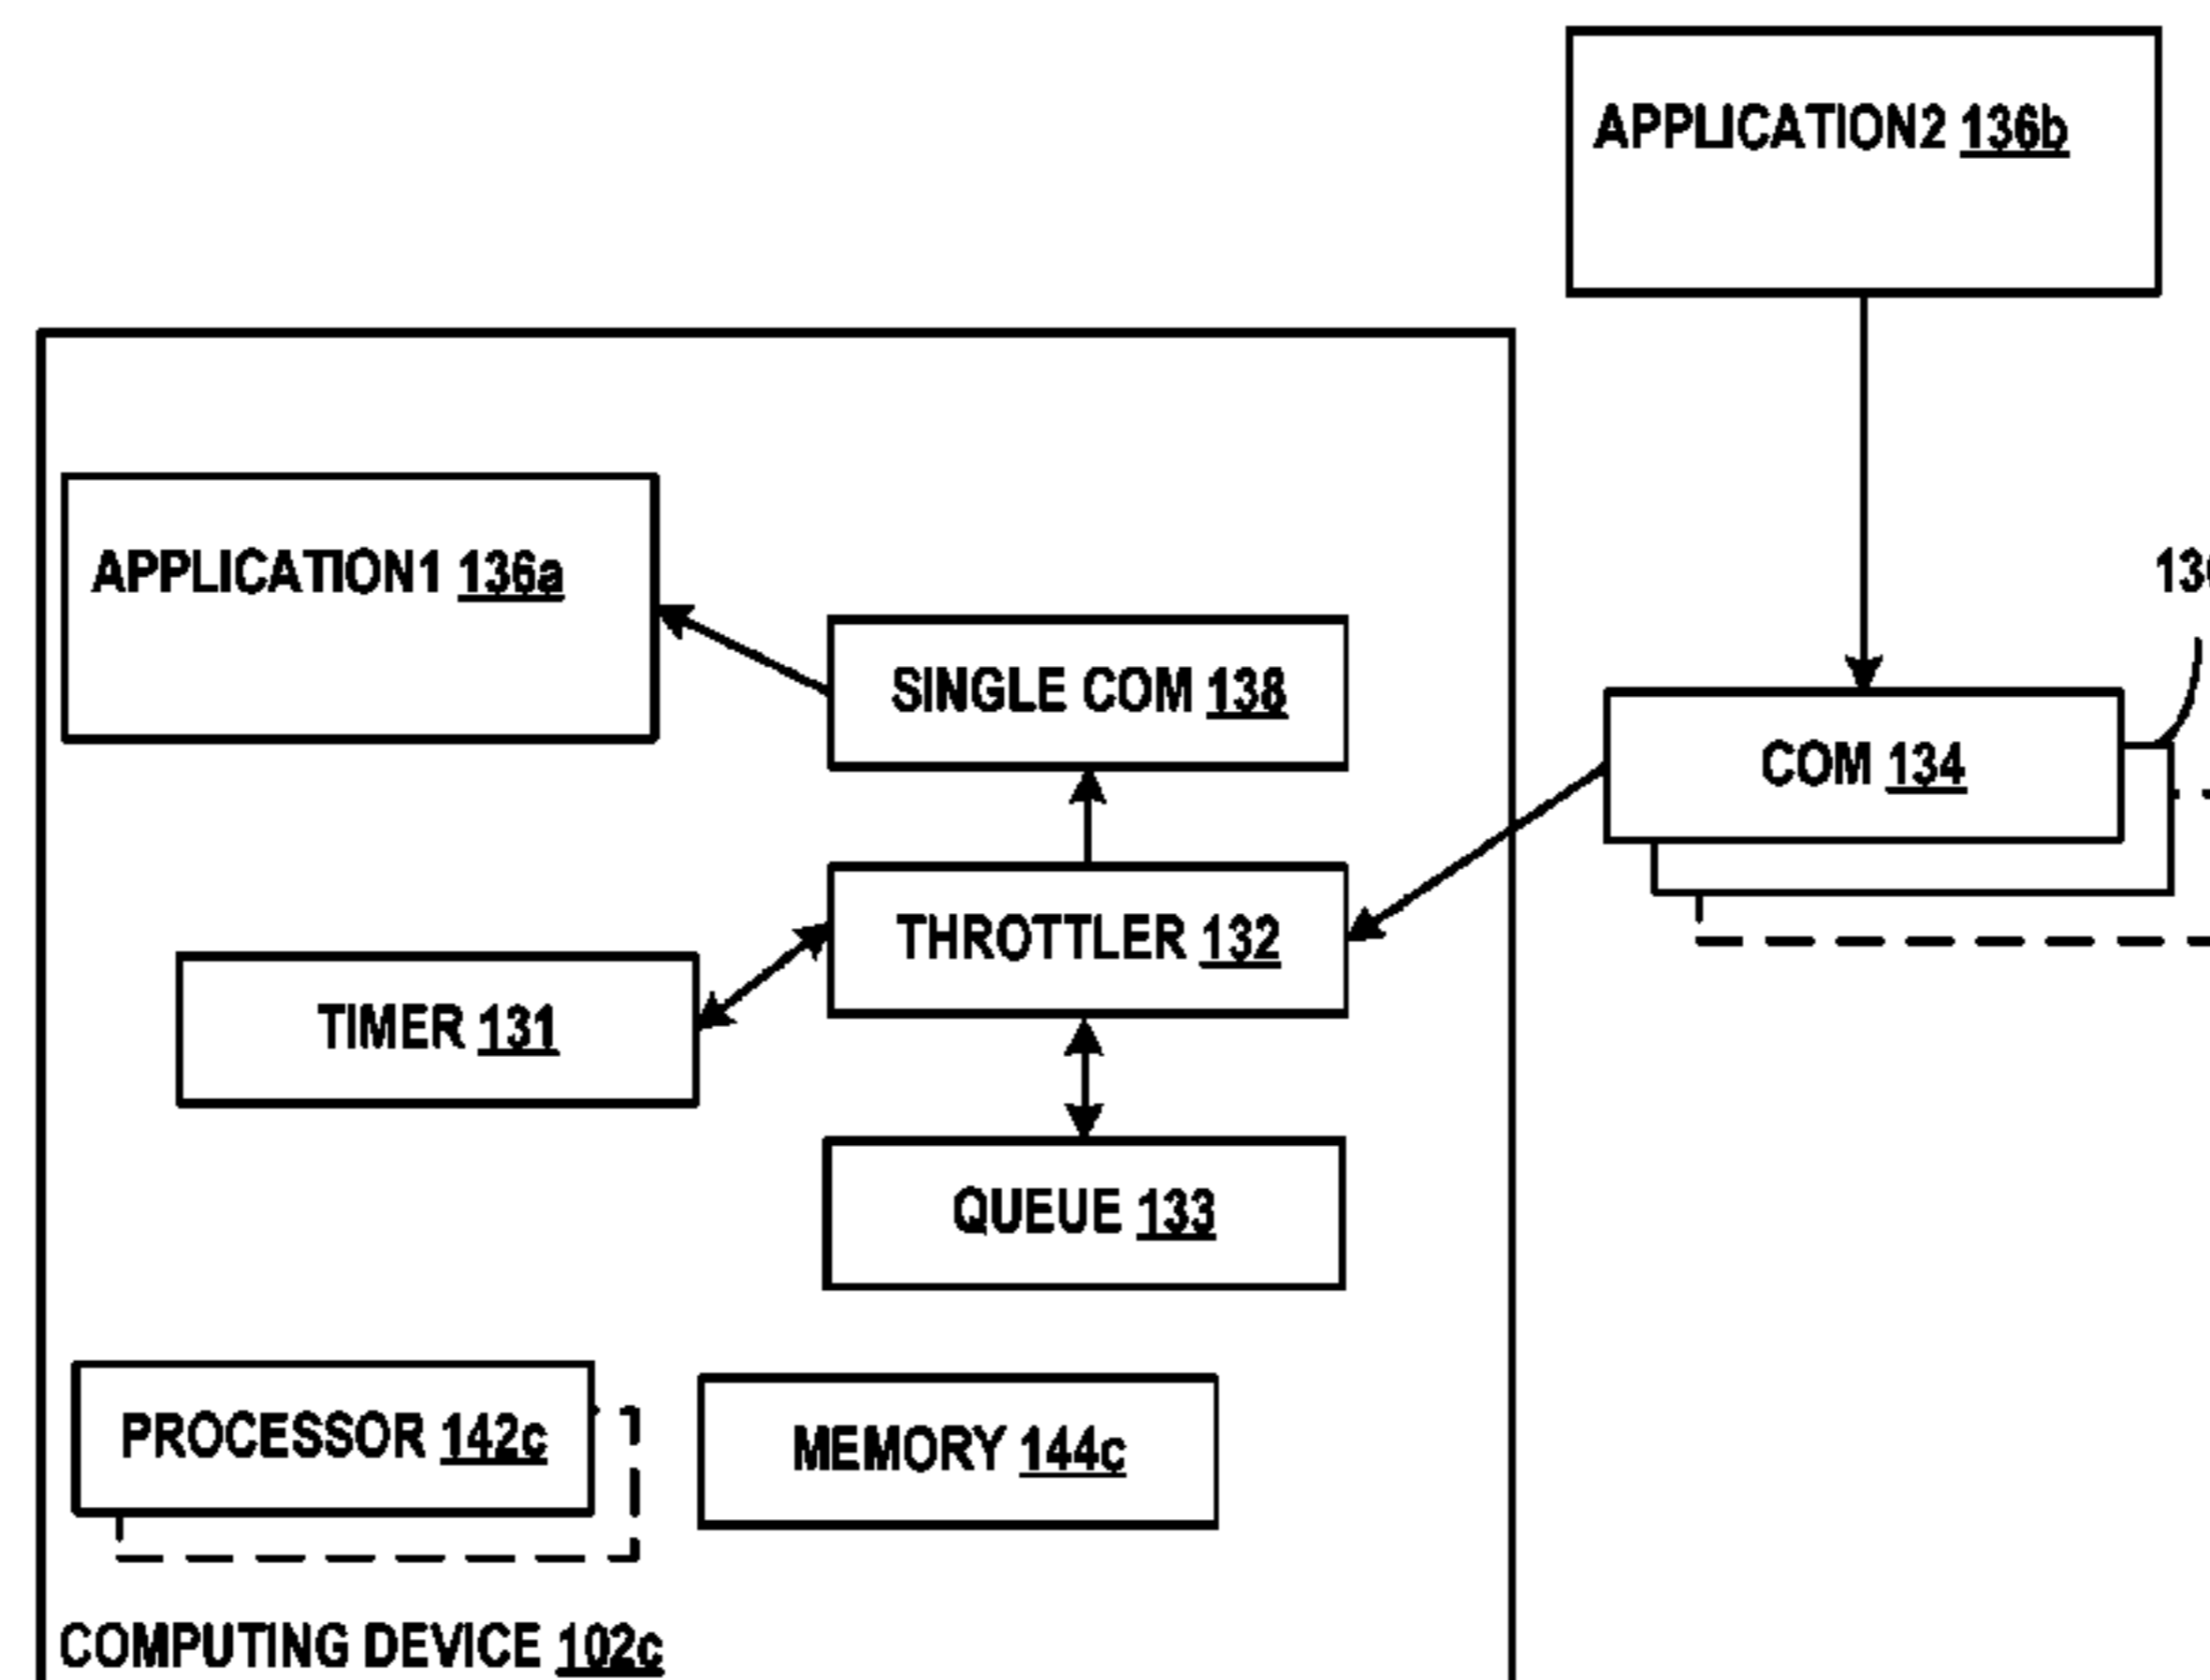 APPLICATION2 136b
APPLICATION1 136a
SINGLE COM 138
COM 134
THROTTLER 132
TIMER 131
QUEUE 133
PROCESSOR 142c
MEMORY 144c
COMPUTING DEVICE 102c